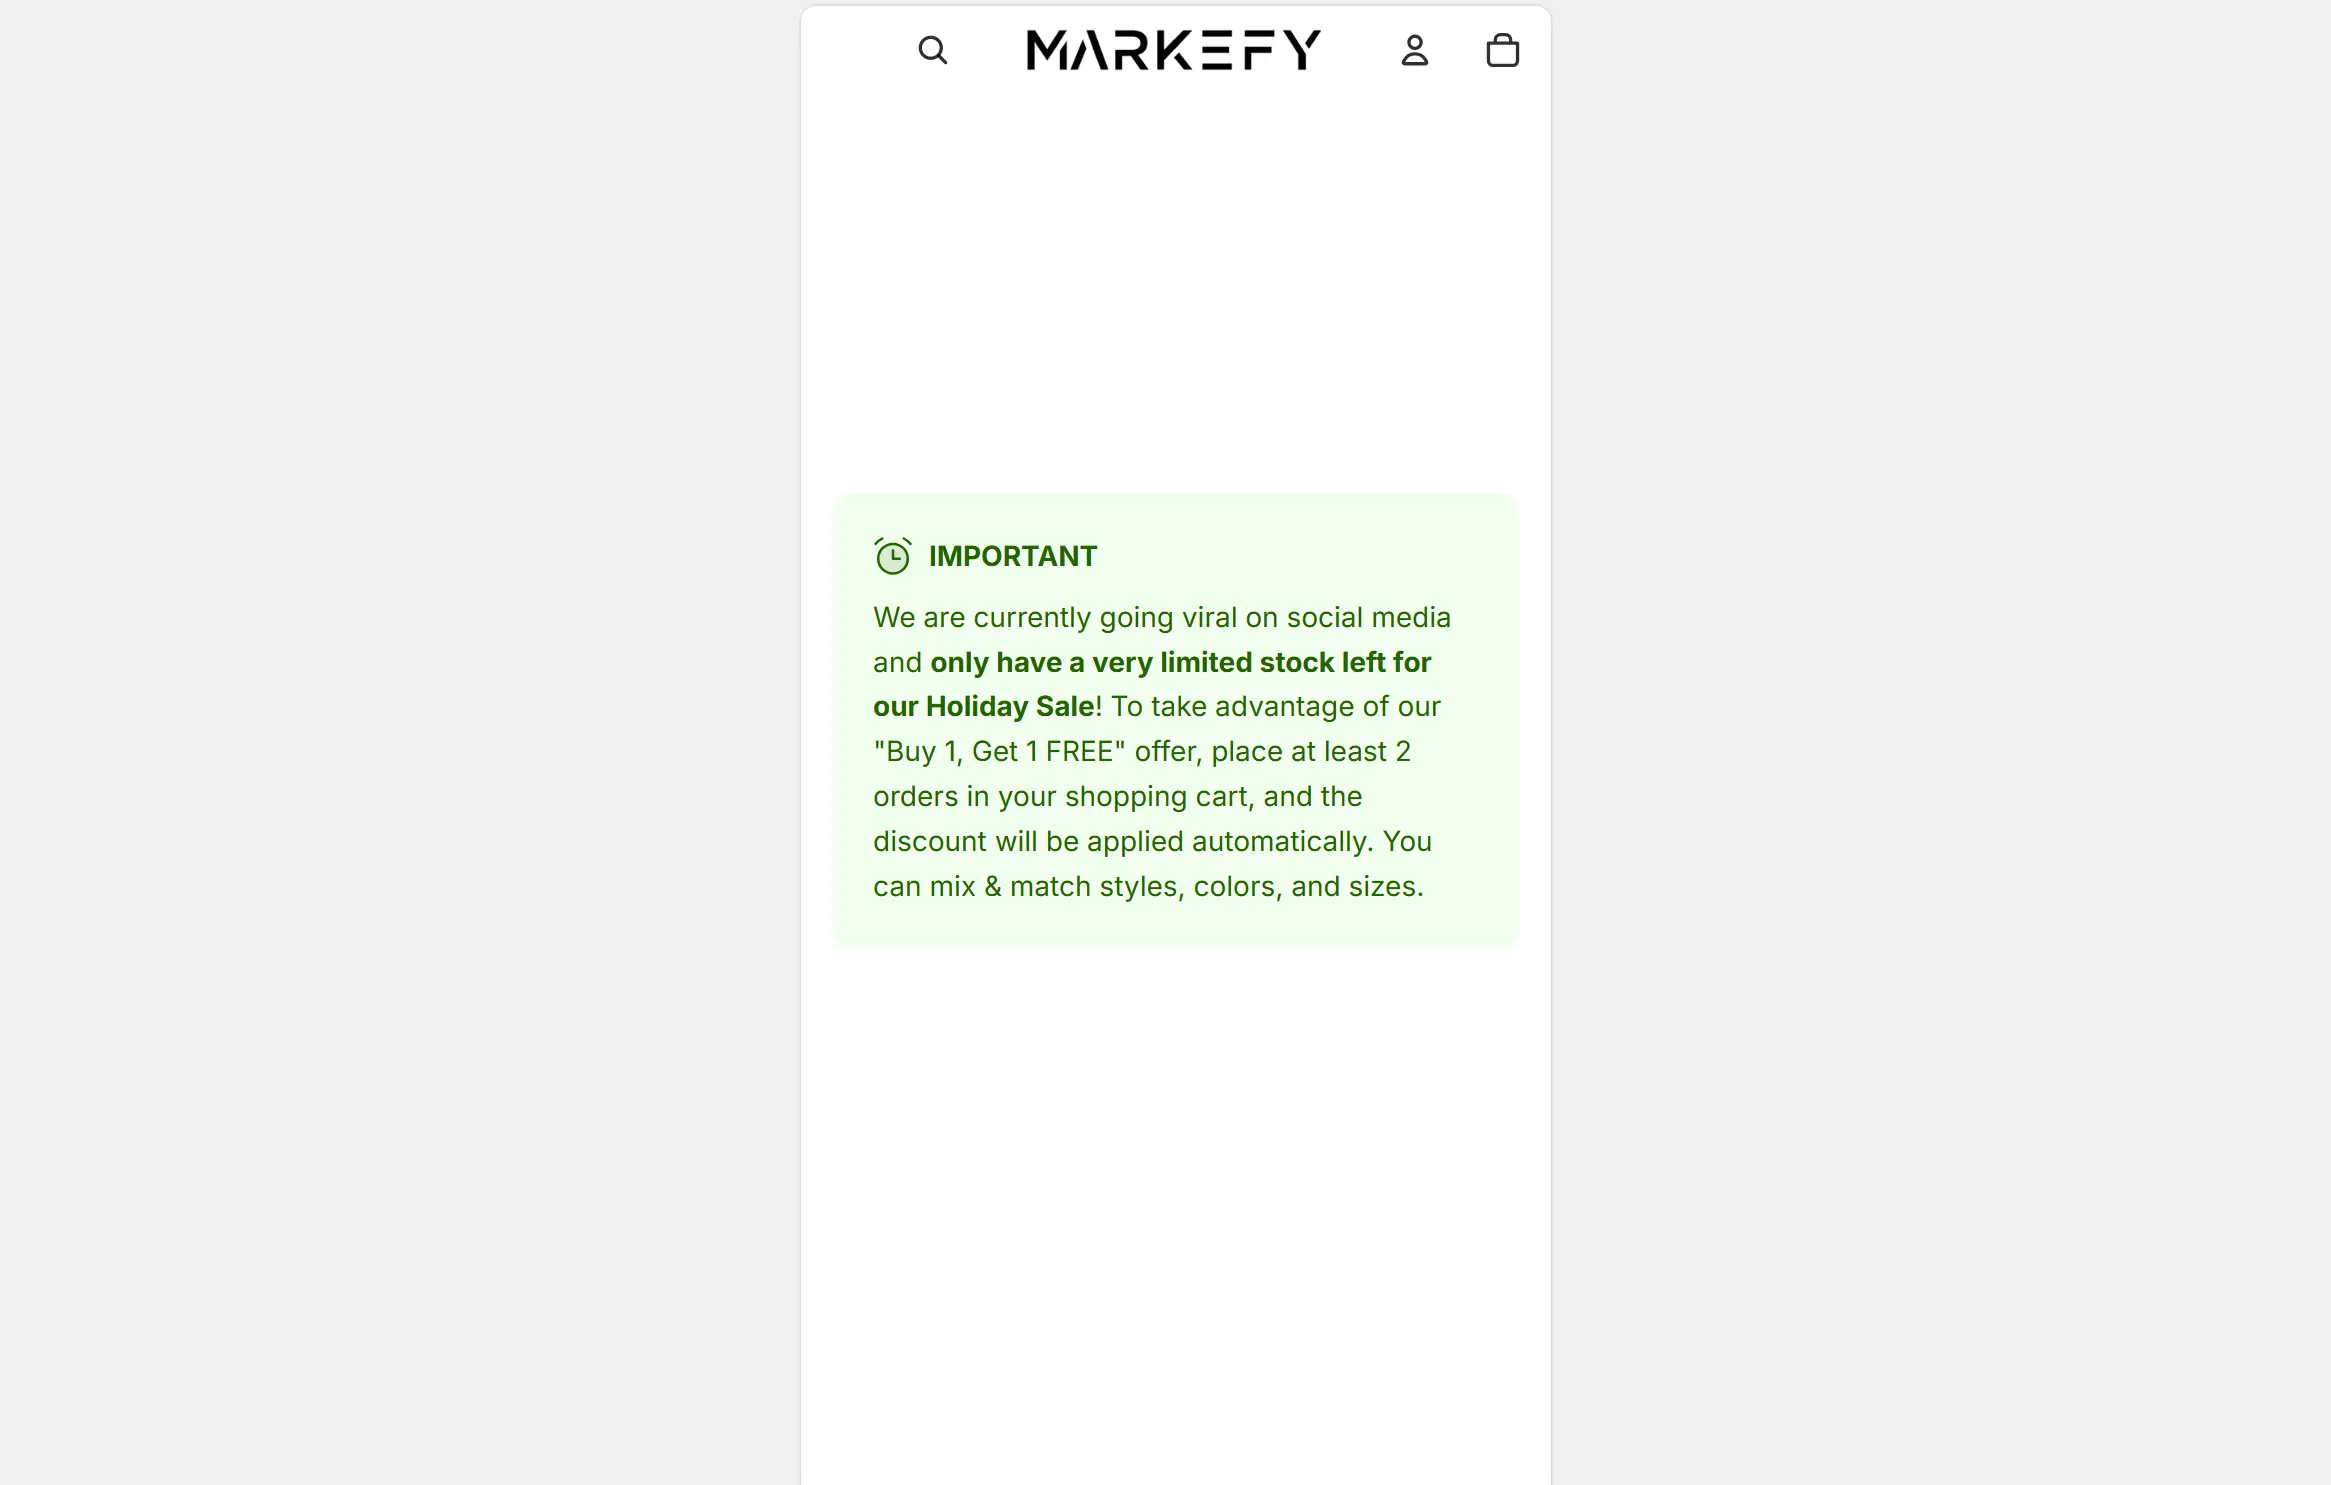 MARKEFY
IMPORTANT
We are currently going viral on social media
and only have a very limited stock left for
our Holiday Sale! To take advantage of our
"Buy 1, Get 1 FREE" offer, place at least 2
orders in your shopping cart, and the
discount will be applied automatically. You
can mix & match styles, colors, and sizes.